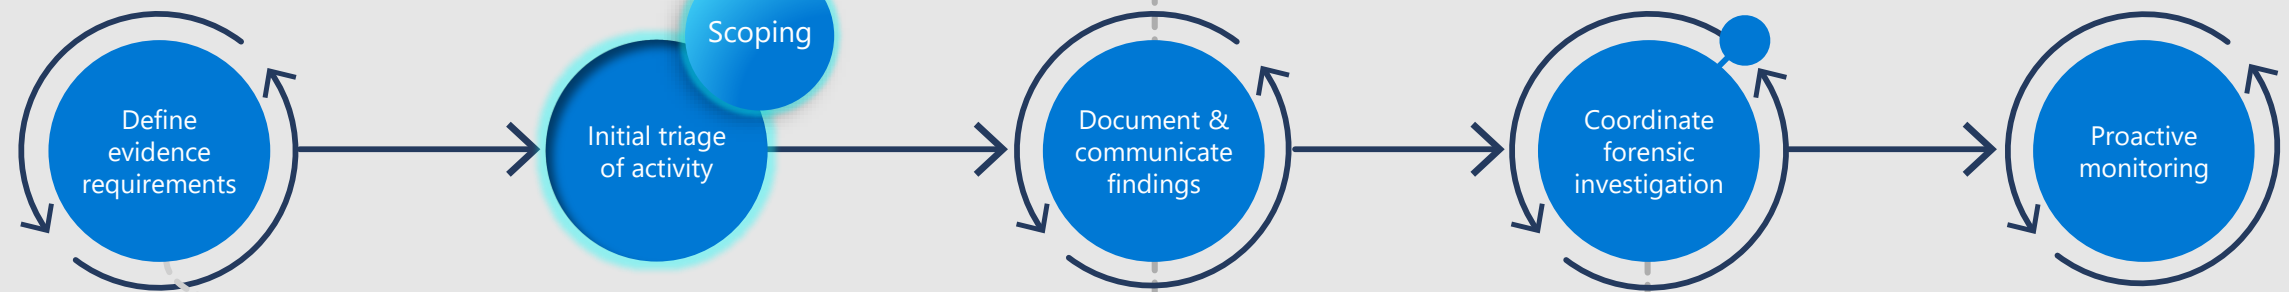 Scoping
Define
evidence
requirements
Initial triage
of activity
Document &
communicate
findings
Coordinate
forensic
investigation
Proactive
monitoring